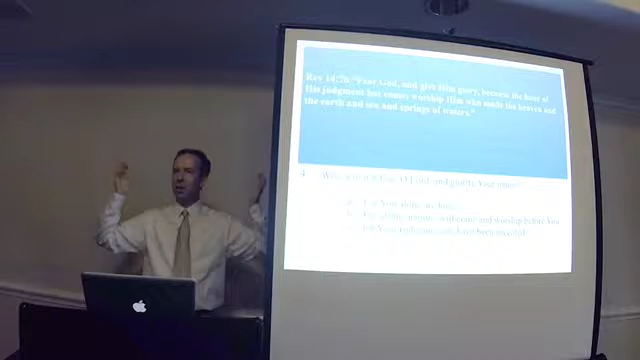 Rev 14:7b "Fear God, and give Him glory, because the hour of
His judgment has come; worship Him who made the heaven and
the earth and sea and springs of waters."
4 Who will not fear, O Lord, and glorify Your name?
For You alone are holy;
For all the nations will come and worship before You
for Your righteous acts have been revealed.